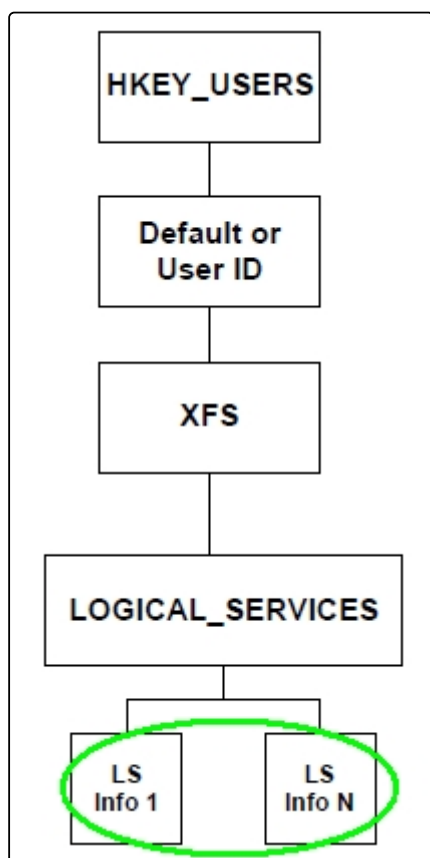 HKEY_USERS
Default or
User ID
XFS
LOGICAL_SERVICES
LS
Info 1
LS
Info N